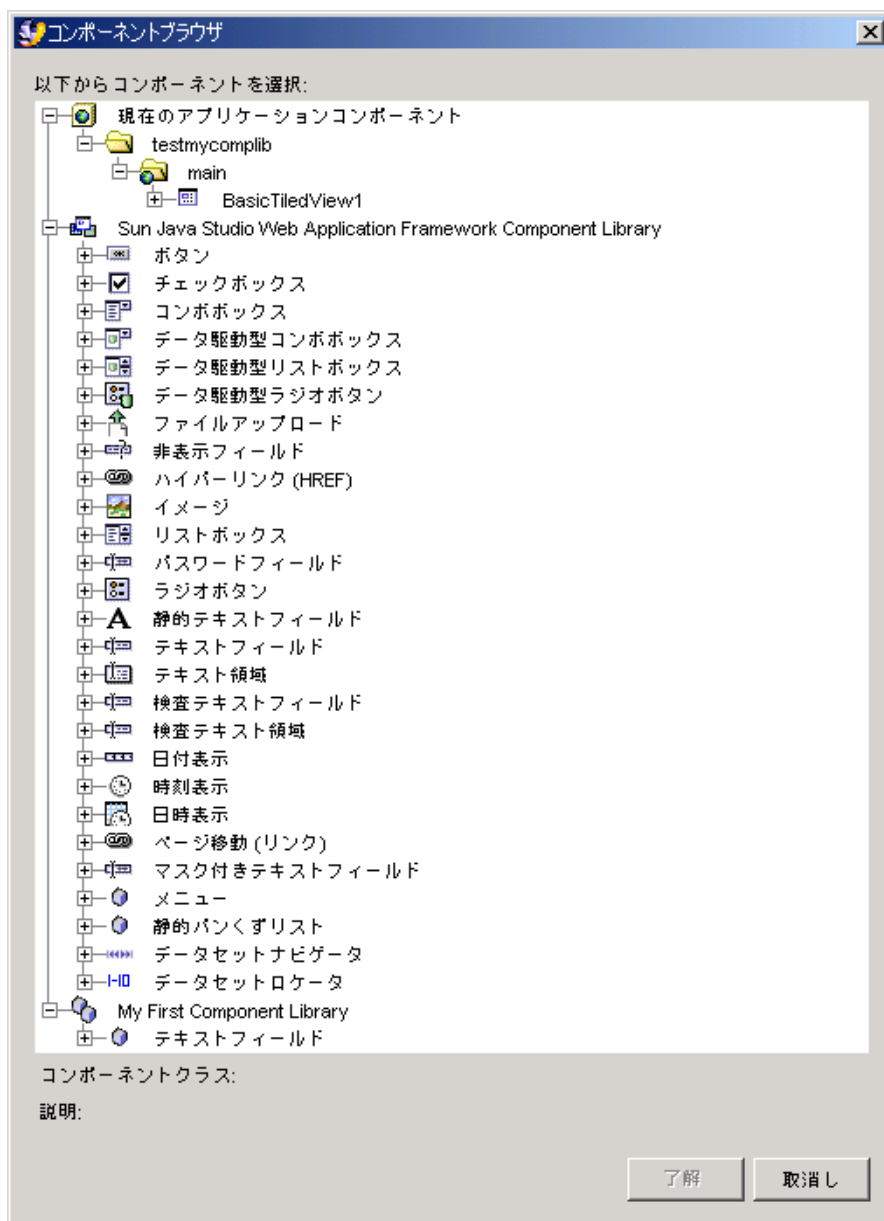 コンポーネントブラウザ
以下からコンポーネントを選択:
現在のアプリケーションコンポーネント
testmycomplib
main
BasicTiledView1
Sun Java Studio Web Application Framework Component Library
ボタン
チェックボックス
コンボボックス
データ駆動型コンボボックス
データ駆動型リストボックス
データ駆動型ラジオボタン
ファイルアップロード
非表示フィールド
ハイパーリンク (HREF)
イメージ
リストボックス
パスワードフィールド
ラジオボタン
静的テキストフィールド
テキストフィールド
テキスト領域
検査テキストフィールド
検査テキスト領域
日付表示
時刻表示
日時表示
ページ移動 (リンク)
マスク付きテキストフィールド
メニュー
静的パンくずリスト
データセットナビゲータ
データセットロケータ
My First Component Library
テキストフィールド
コンポーネントクラス:
説明:
了解 取消し